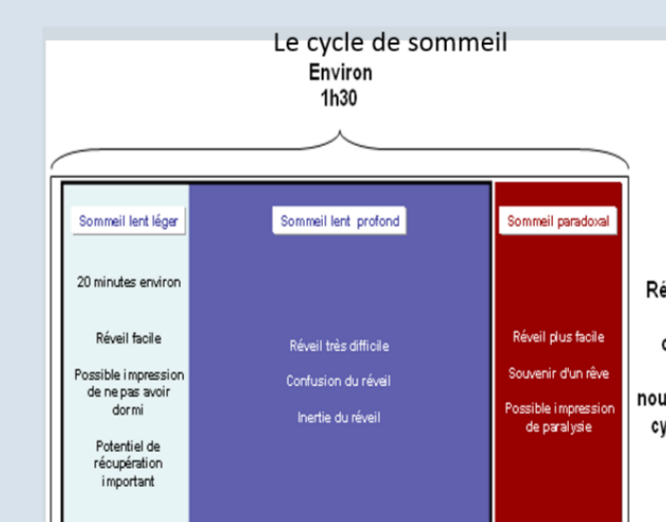 Le cycle de sommeil
Environ
1h30
Sommeil lent léger
20 minutes environ
Réveil facile
Possible impression
de ne pas avoir
dormi
Potentiel de
récupération
important
Sommeil lent profond
Réveil très difficile
Confusion du réveil
Inertie du réveil
Sommeil paradoxal
Réveil plus facile
Souvenir d'un rêve
Possible impression
de paralysie